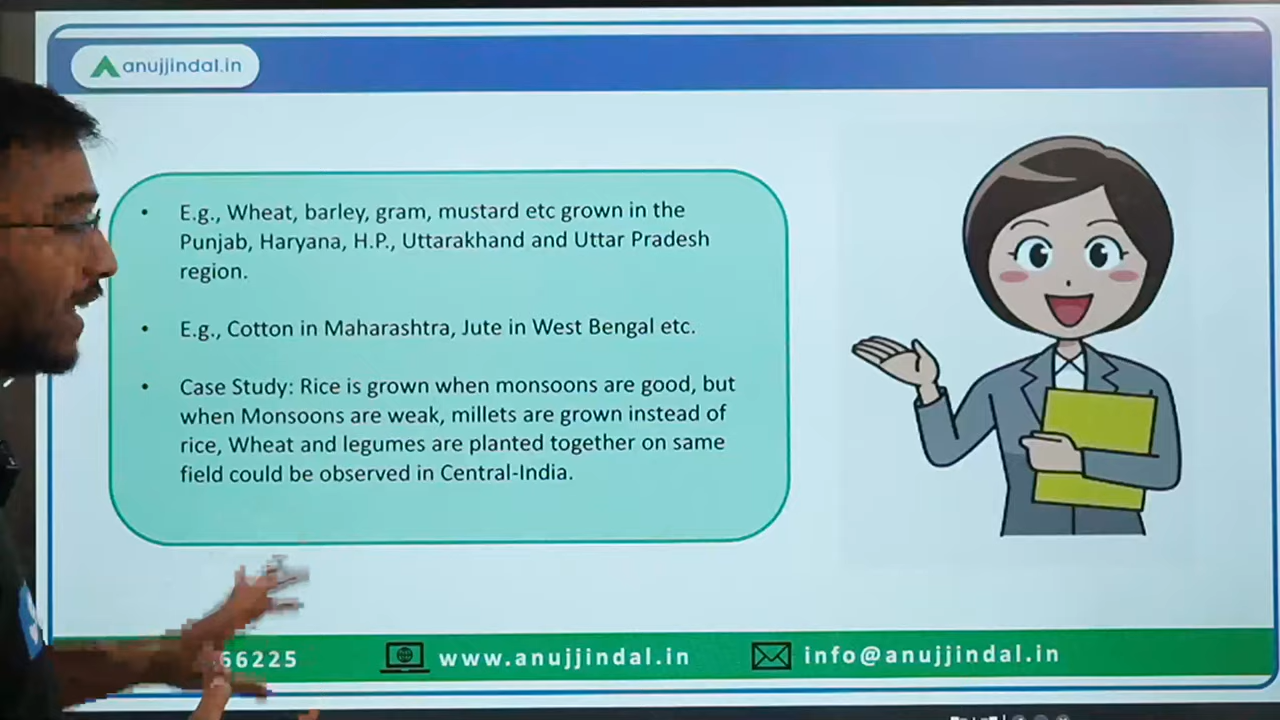 anujjindal.in
• E.g., Wheat, barley, gram, mustard etc grown in the
Punjab, Haryana, H.P., Uttarakhand and Uttar Pradesh
region.
• E.g., Cotton in Maharashtra, Jute in West Bengal etc.
• Case Study: Rice is grown when monsoons are good, but
when Monsoons are weak, millets are grown instead of
rice, Wheat and legumes are planted together on same
field could be observed in Central-India.
66225
www.anujjindal.in
info@anujjindal.in